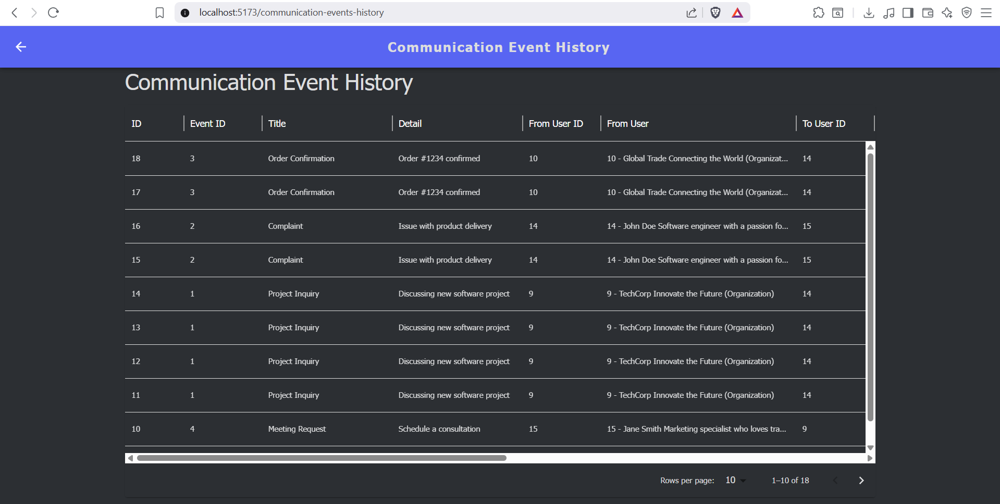 localhost:5173/communication-events-history
Communication Event History
Communication Event History
ID Event ID Title Detail From User ID From User To User ID
18 3 Order Confirmation Order #1234 confirmed 10 10 - Global Trade Connecting the World (Organizat... 14
17 3 Order Confirmation Order #1234 confirmed 10 10 - Global Trade Connecting the World (Organizat... 14
16 2 Complaint Issue with product delivery 14 14 - John Doe Software engineer with a passion fo... 15
15 2 Complaint Issue with product delivery 14 14 - John Doe Software engineer with a passion fo... 15
14 1 Project Inquiry Discussing new software project 9 9 - TechCorp Innovate the Future (Organization) 14
13 1 Project Inquiry Discussing new software project 9 9 - TechCorp Innovate the Future (Organization) 14
12 1 Project Inquiry Discussing new software project 9 9 - TechCorp Innovate the Future (Organization) 14
11 1 Project Inquiry Discussing new software project 9 9 - TechCorp Innovate the Future (Organization) 14
10 4 Meeting Request Schedule a consultation 15 15 - Jane Smith Marketing specialist who loves tra... 9
Rows per page: 10 1–10 of 18